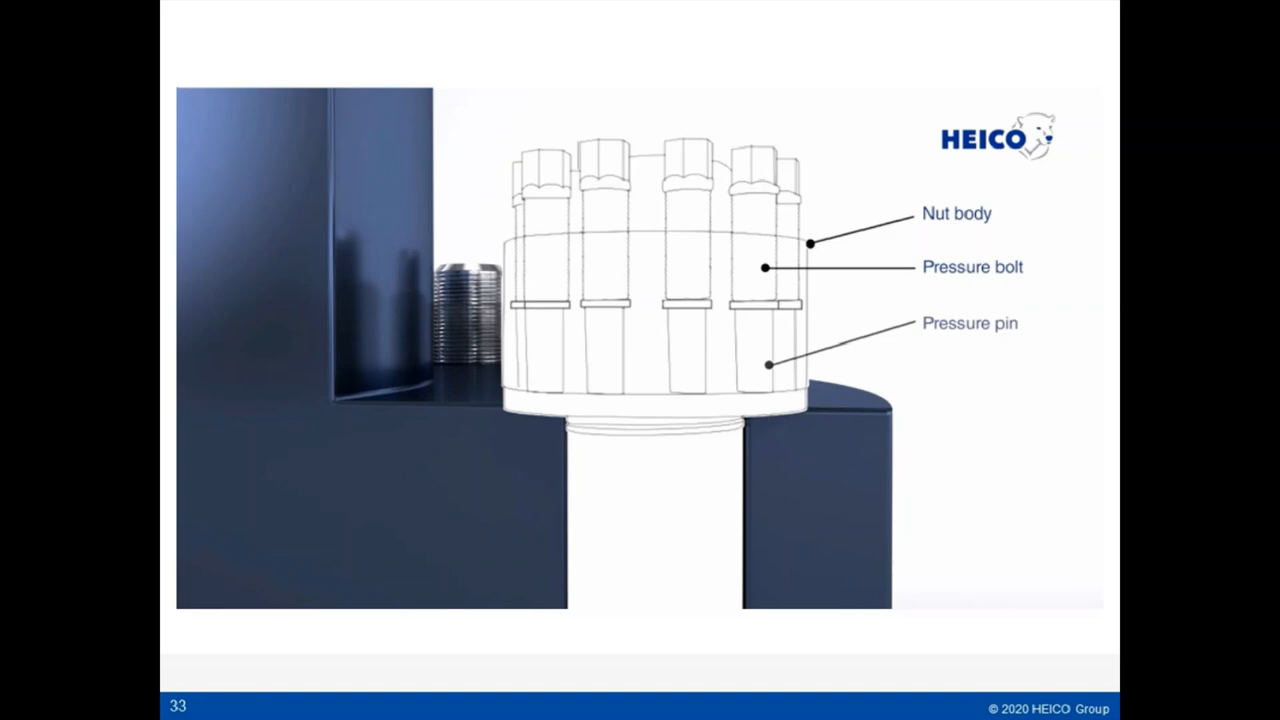 HEICO
Nut body
Pressure bolt
Pressure pin
33
© 2020 HEICO Group